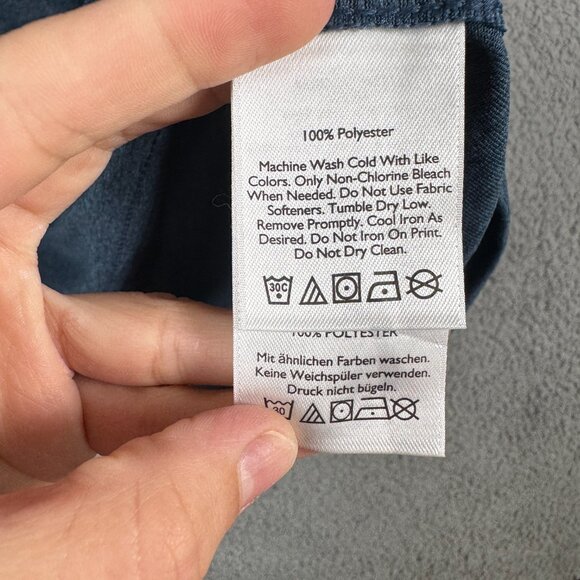 100% Polyester
Machine Wash Cold With Like
Colors. Only Non-Chlorine Bleach
When Needed. Do Not Use Fabric
Softeners. Tumble Dry Low.
Remove Promptly. Cool Iron As
Desired. Do Not Iron On Print.
Do Not Dry Clean.
30C
100% POLYESTER
Mit ähnlichen Farben waschen.
Keine Weichspüler verwenden.
Druck nicht bügeln.
30